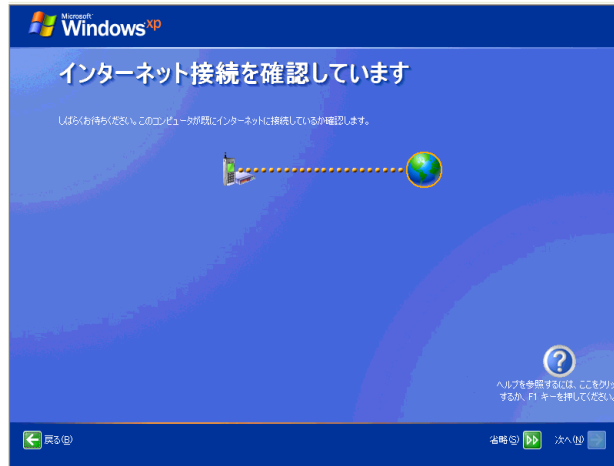 Microsoft
Windows xp
インターネット接続を確認しています
しばらくお待ちください。このコンピュータが既にインターネットに接続しているか確認します。
?
ヘルプを参照するには、ここをクリッ
するか、F1 キーを押してください。
戻る(B)
省略(S)
次へ(N)